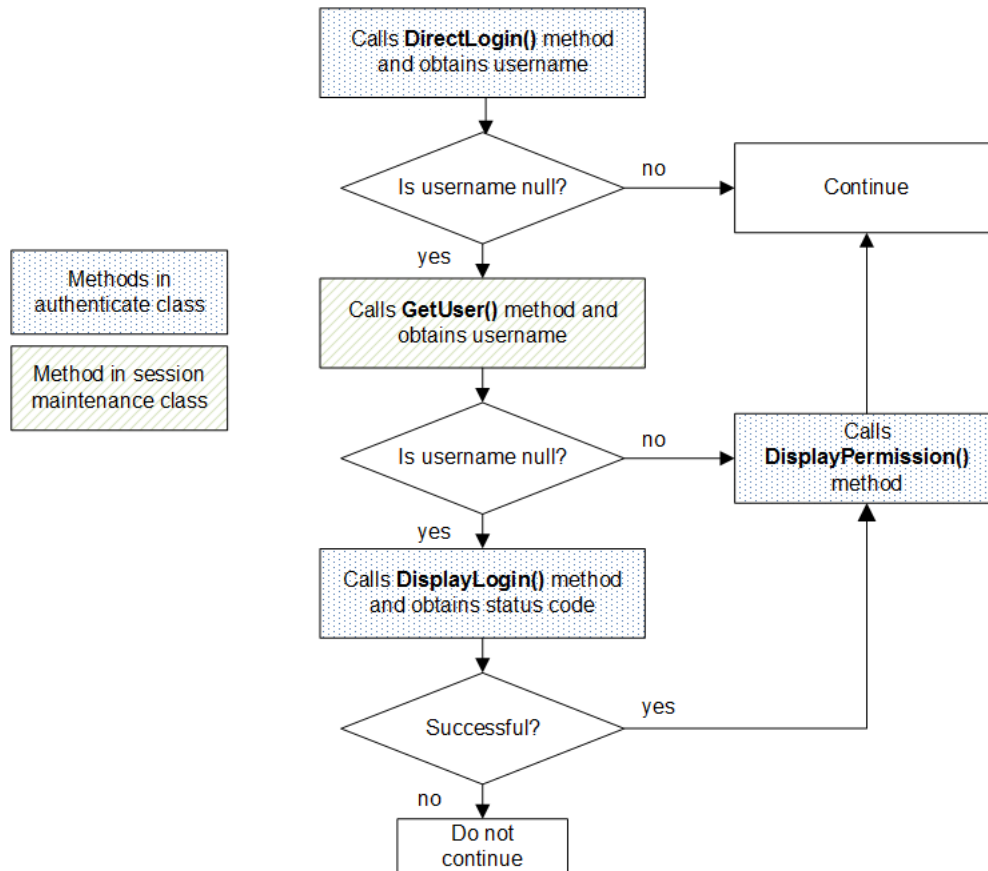 Calls DirectLogin() method
and obtains username
Is username null?
no
Continue
yes
Methods in
authenticate class
Calls GetUser() method and
obtains username
Method in session
maintenance class
Is username null?
no
Calls
DisplayPermission()
method
yes
Calls DisplayLogin() method
and obtains status code
Successful?
yes
no
Do not
continue